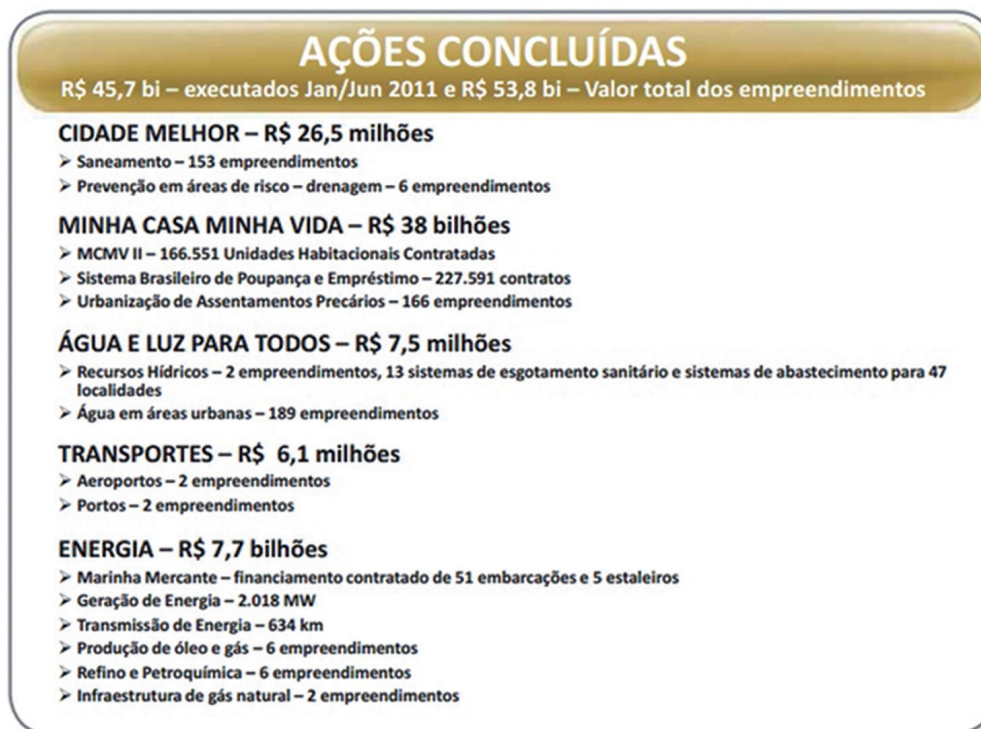 AÇÕES CONCLUÍDAS
R$ 45,7 bi – executados Jan/Jun 2011 e R$ 53,8 bi – Valor total dos empreendimentos
CIDADE MELHOR – R$ 26,5 milhões
➢ Saneamento – 153 empreendimentos
➢ Prevenção em áreas de risco – drenagem – 6 empreendimentos
MINHA CASA MINHA VIDA – R$ 38 bilhões
➢ MCMV II – 166.551 Unidades Habitacionais Contratadas
➢ Sistema Brasileiro de Poupança e Empréstimo – 227.591 contratos
➢ Urbanização de Assentamentos Precários – 166 empreendimentos
ÁGUA E LUZ PARA TODOS – R$ 7,5 milhões
➢ Recursos Hídricos – 2 empreendimentos, 13 sistemas de esgotamento sanitário e sistemas de abastecimento para 47
localidades
➢ Água em áreas urbanas – 189 empreendimentos
TRANSPORTES – R$ 6,1 milhões
➢ Aeroportos – 2 empreendimentos
➢ Portos – 2 empreendimentos
ENERGIA – R$ 7,7 bilhões
➢ Marinha Mercante – financiamento contratado de 51 embarcações e 5 estaleiros
➢ Geração de Energia – 2.018 MW
➢ Transmissão de Energia – 634 km
➢ Produção de óleo e gás – 6 empreendimentos
➢ Refino e Petroquímica – 6 empreendimentos
➢ Infraestrutura de gás natural – 2 empreendimentos